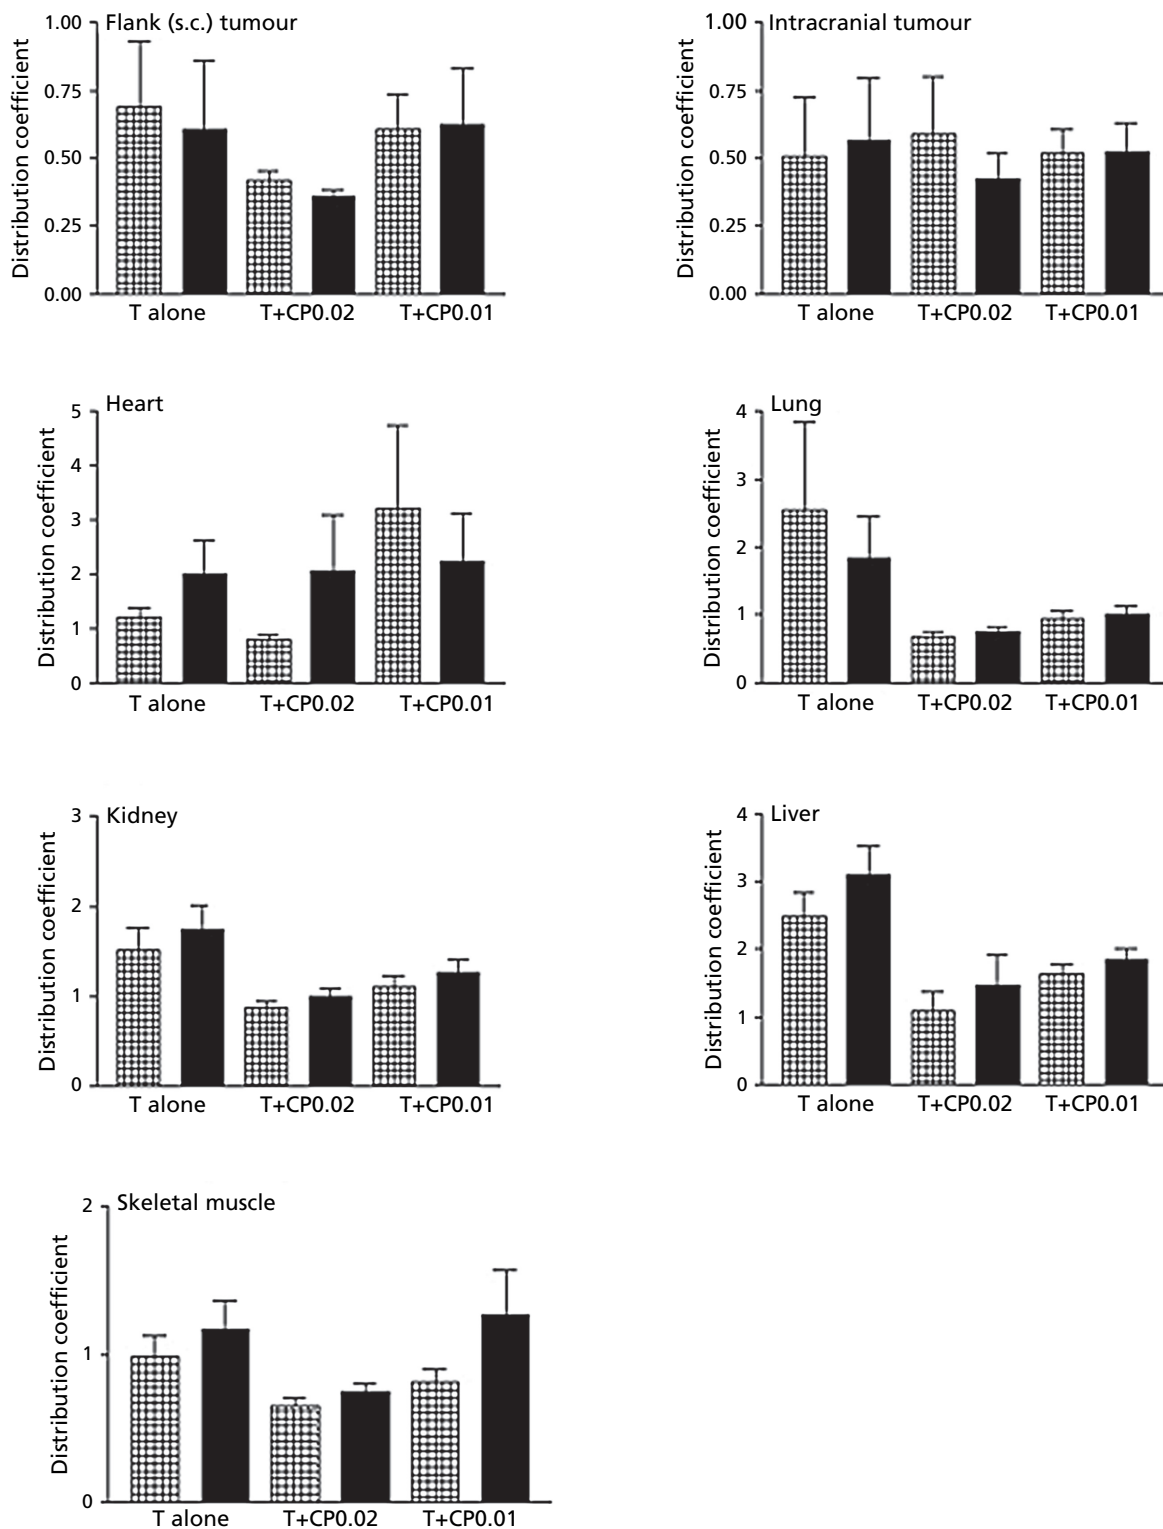 Flank (s.c.) tumour
Distribution coefficient
1.00
0.75
0.50
0.25
0.00
T alone T+CP0.02 T+CP0.01
Intracranial tumour
Distribution coefficient
1.00
0.75
0.50
0.25
0.00
T alone T+CP0.02 T+CP0.01
Heart
Distribution coefficient
5
4
3
2
1
0
T alone T+CP0.02 T+CP0.01
Lung
Distribution coefficient
4
3
2
1
0
T alone T+CP0.02 T+CP0.01
Kidney
Distribution coefficient
3
2
1
0
T alone T+CP0.02 T+CP0.01
Liver
Distribution coefficient
4
3
2
1
0
T alone T+CP0.02 T+CP0.01
Skeletal muscle
Distribution coefficient
2
1
0
T alone T+CP0.02 T+CP0.01